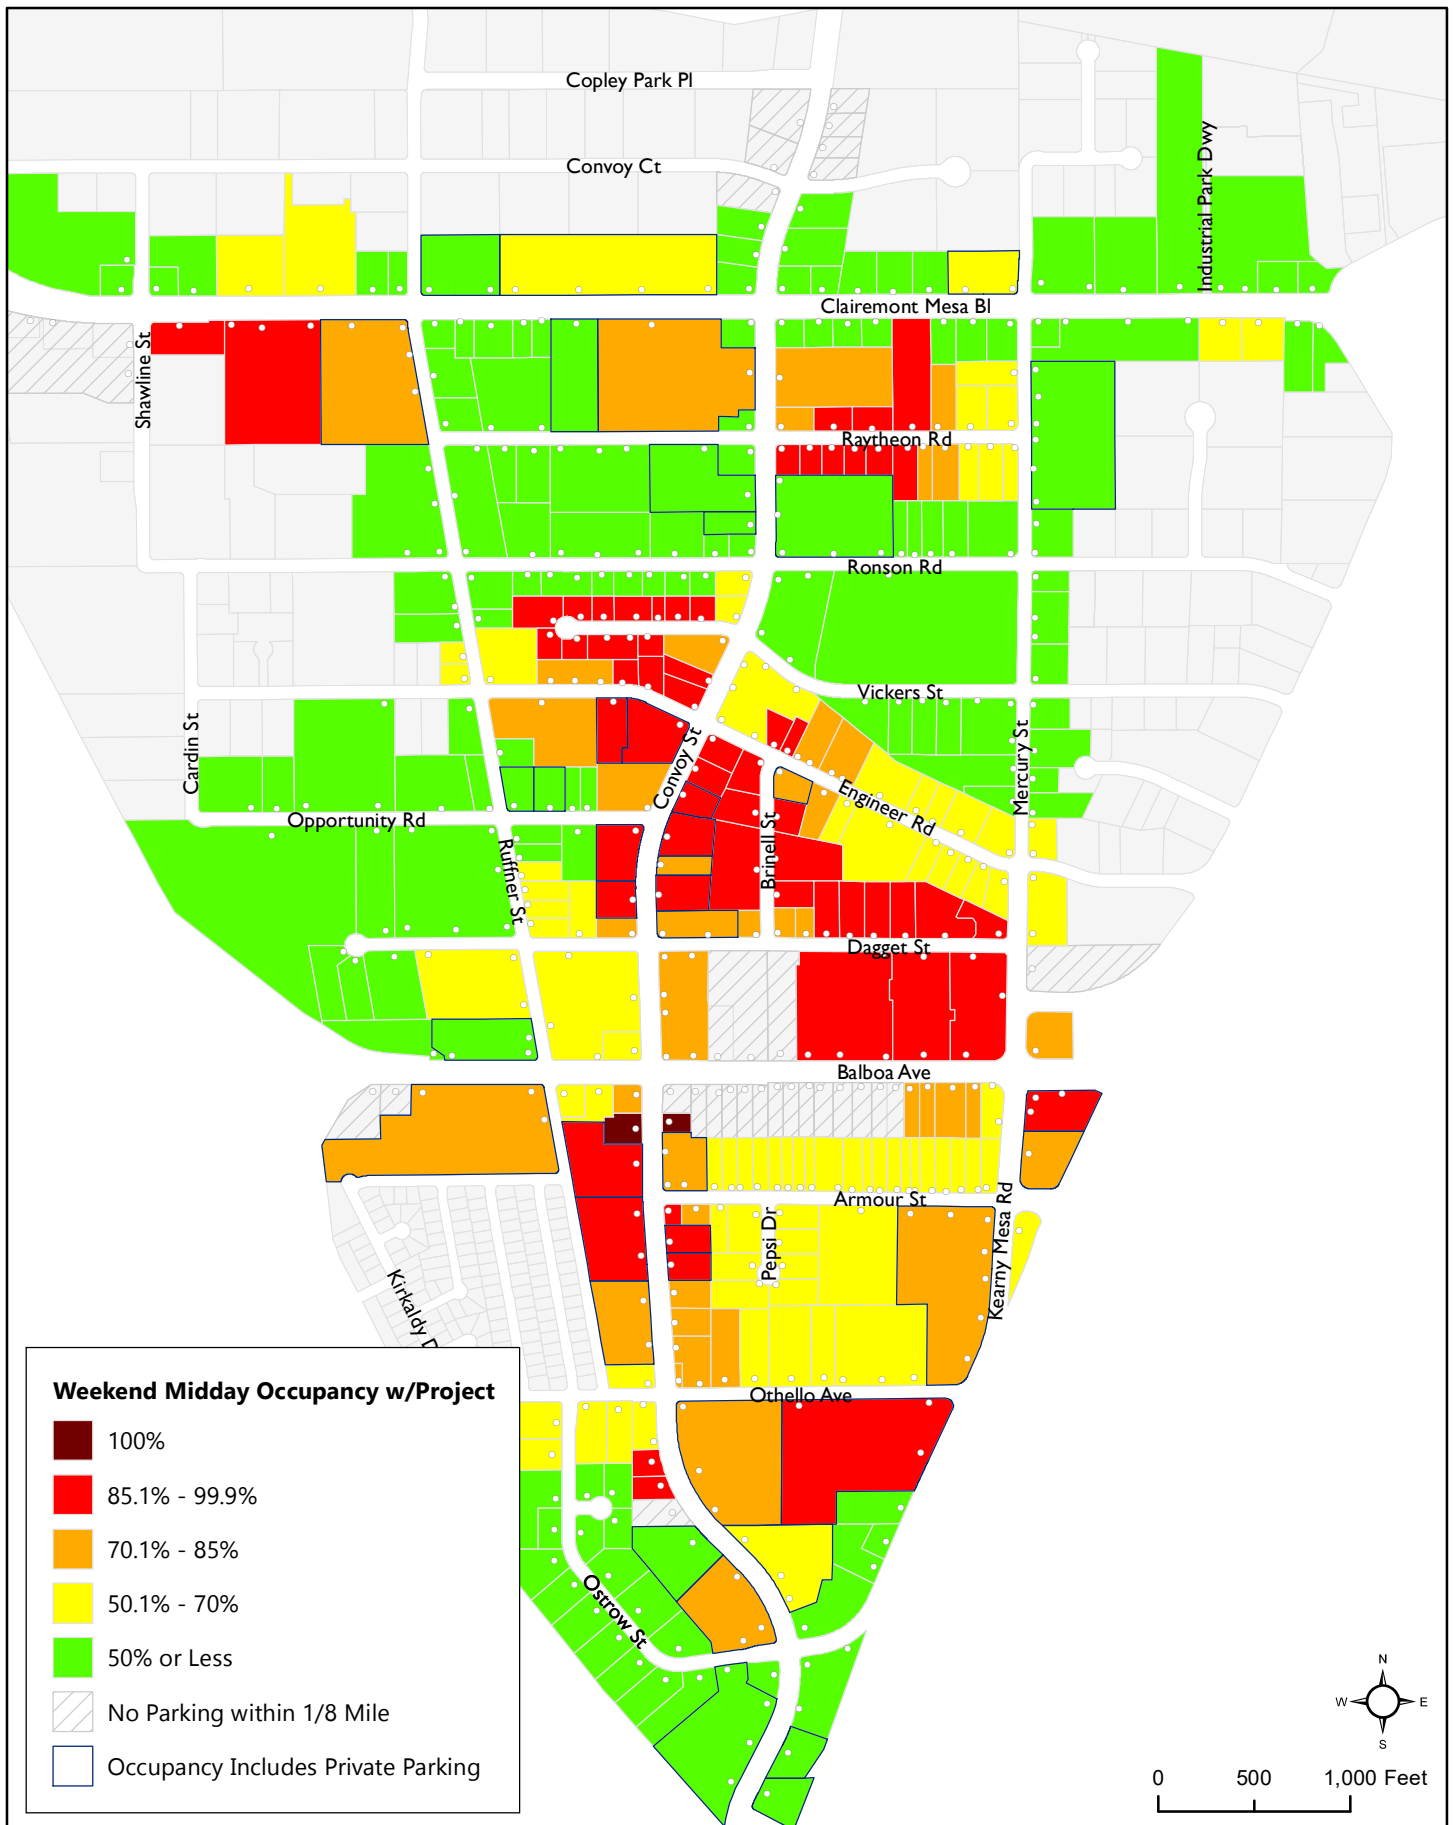 Copley Park Pl
Convoy Ct
Industrial Park Dwy
Clairemont Mesa Bl
Shawline St
Raytheon Rd
Ronson Rd
Vickers St
Cardin St
Convoy St
Mercury St
Engineer Rd
Opportunity Rd
Ruffner St
Brinell St
Dagget St
Balboa Ave
Armour St
Pepsi Dr
Kearny Mesa Rd
Kirkaldy D
Othello Ave
Ostrow St
Weekend Midday Occupancy w/Project
100%
85.1% - 99.9%
70.1% - 85%
50.1% - 70%
50% or Less
No Parking within 1/8 Mile
Occupancy Includes Private Parking
N
W E
S
0 500 1,000 Feet